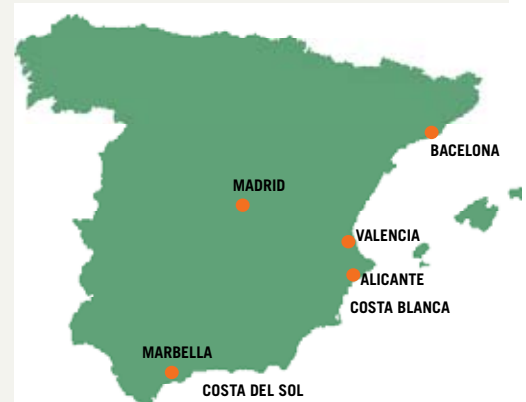 BACELONA
MADRID
VALENCIA
ALICANTE
COSTA BLANCA
MARBELLA
COSTA DEL SOL